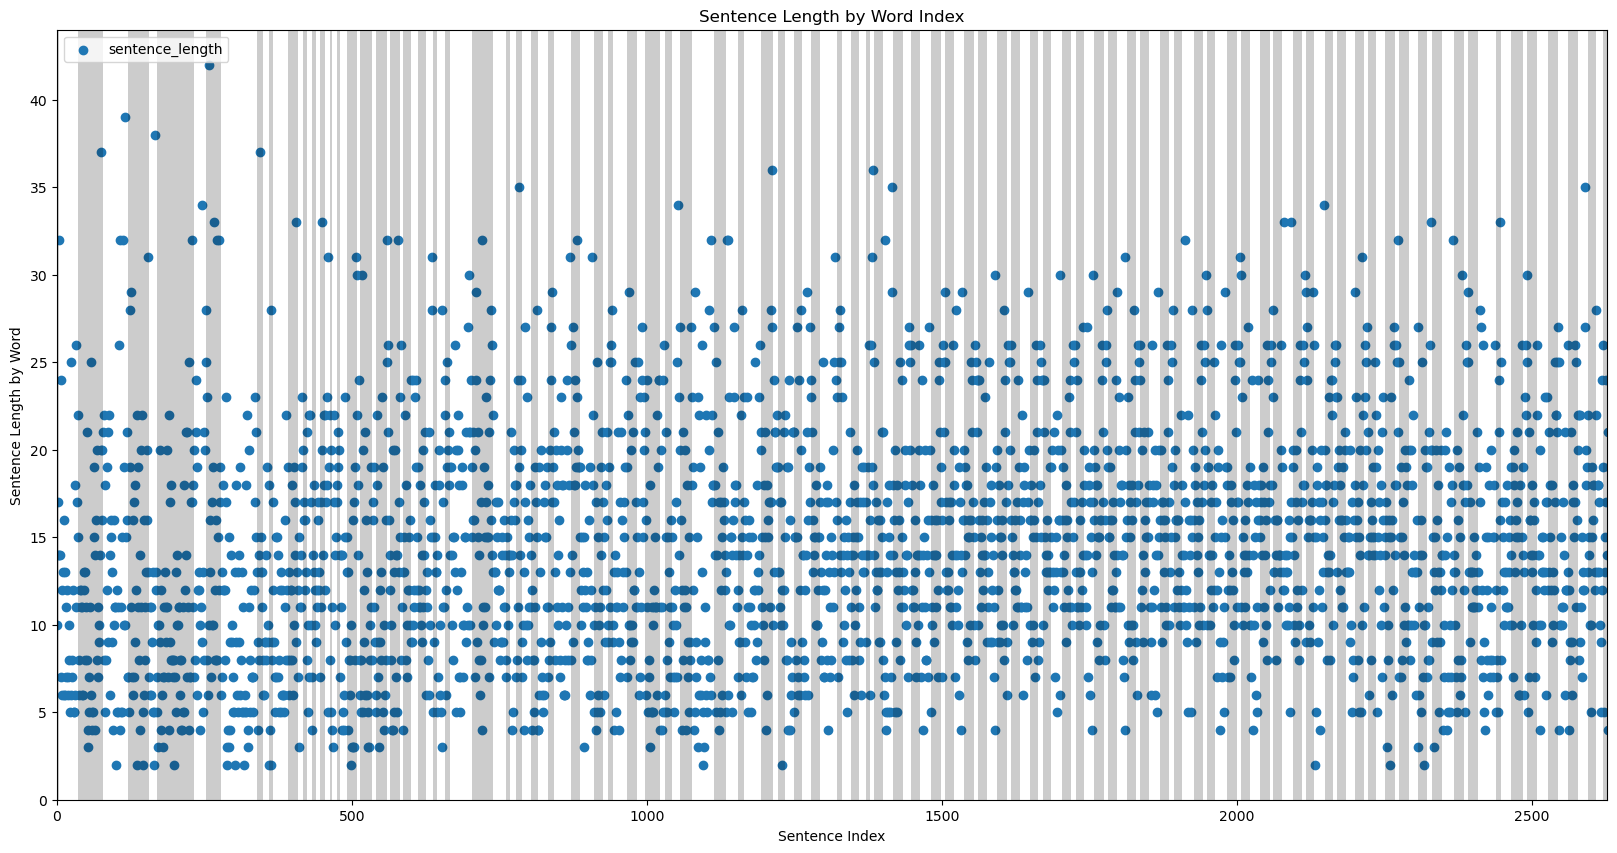 Sentence Length by Word Index
sentence_length
Sentence Length by Word
40
35
30
25
20
15
10
5
0
0 500 1000 1500 2000 2500
Sentence Index